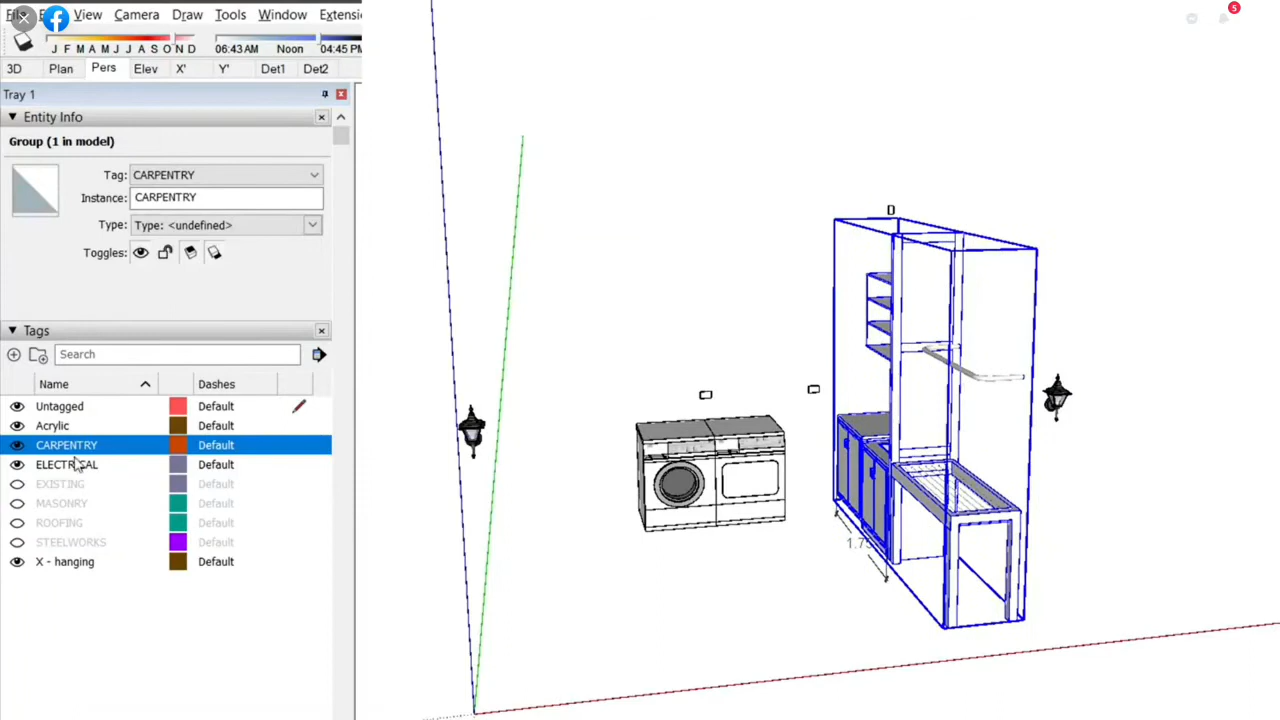 View Camera Draw Tools Window Extensi
J F M A M J J A S O N D 06:43 AM Noon 04:45 PM
3D Plan Pers Elev X' Y' Det1 Det2
Tray 1
Entity Info
Group (1 in model)
Tag: CARPENTRY
Instance: CARPENTRY
Type: Type: <undefined>
Toggles:
Tags
Search
Name Dashes
Untagged Default
Acrylic Default
CARPENTRY Default
ELECTRICAL Default
EXISTING Default
MASONRY Default
ROOFING Default
STEELWORKS Default
X - hanging Default
5